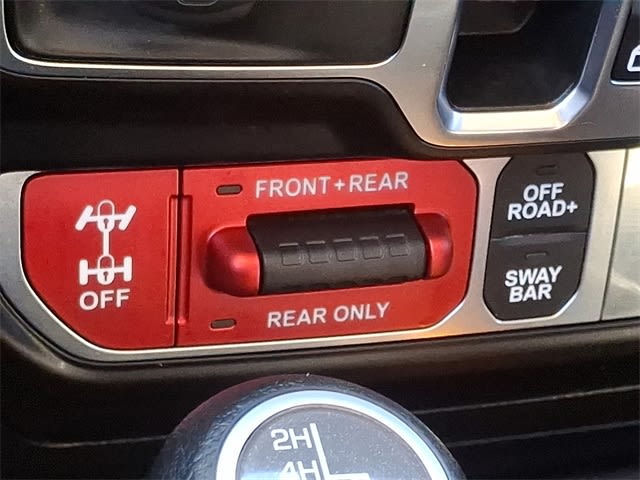 FRONT+REAR
OFF
REAR ONLY
OFF
ROAD+
SWAY
BAR
2H
4H